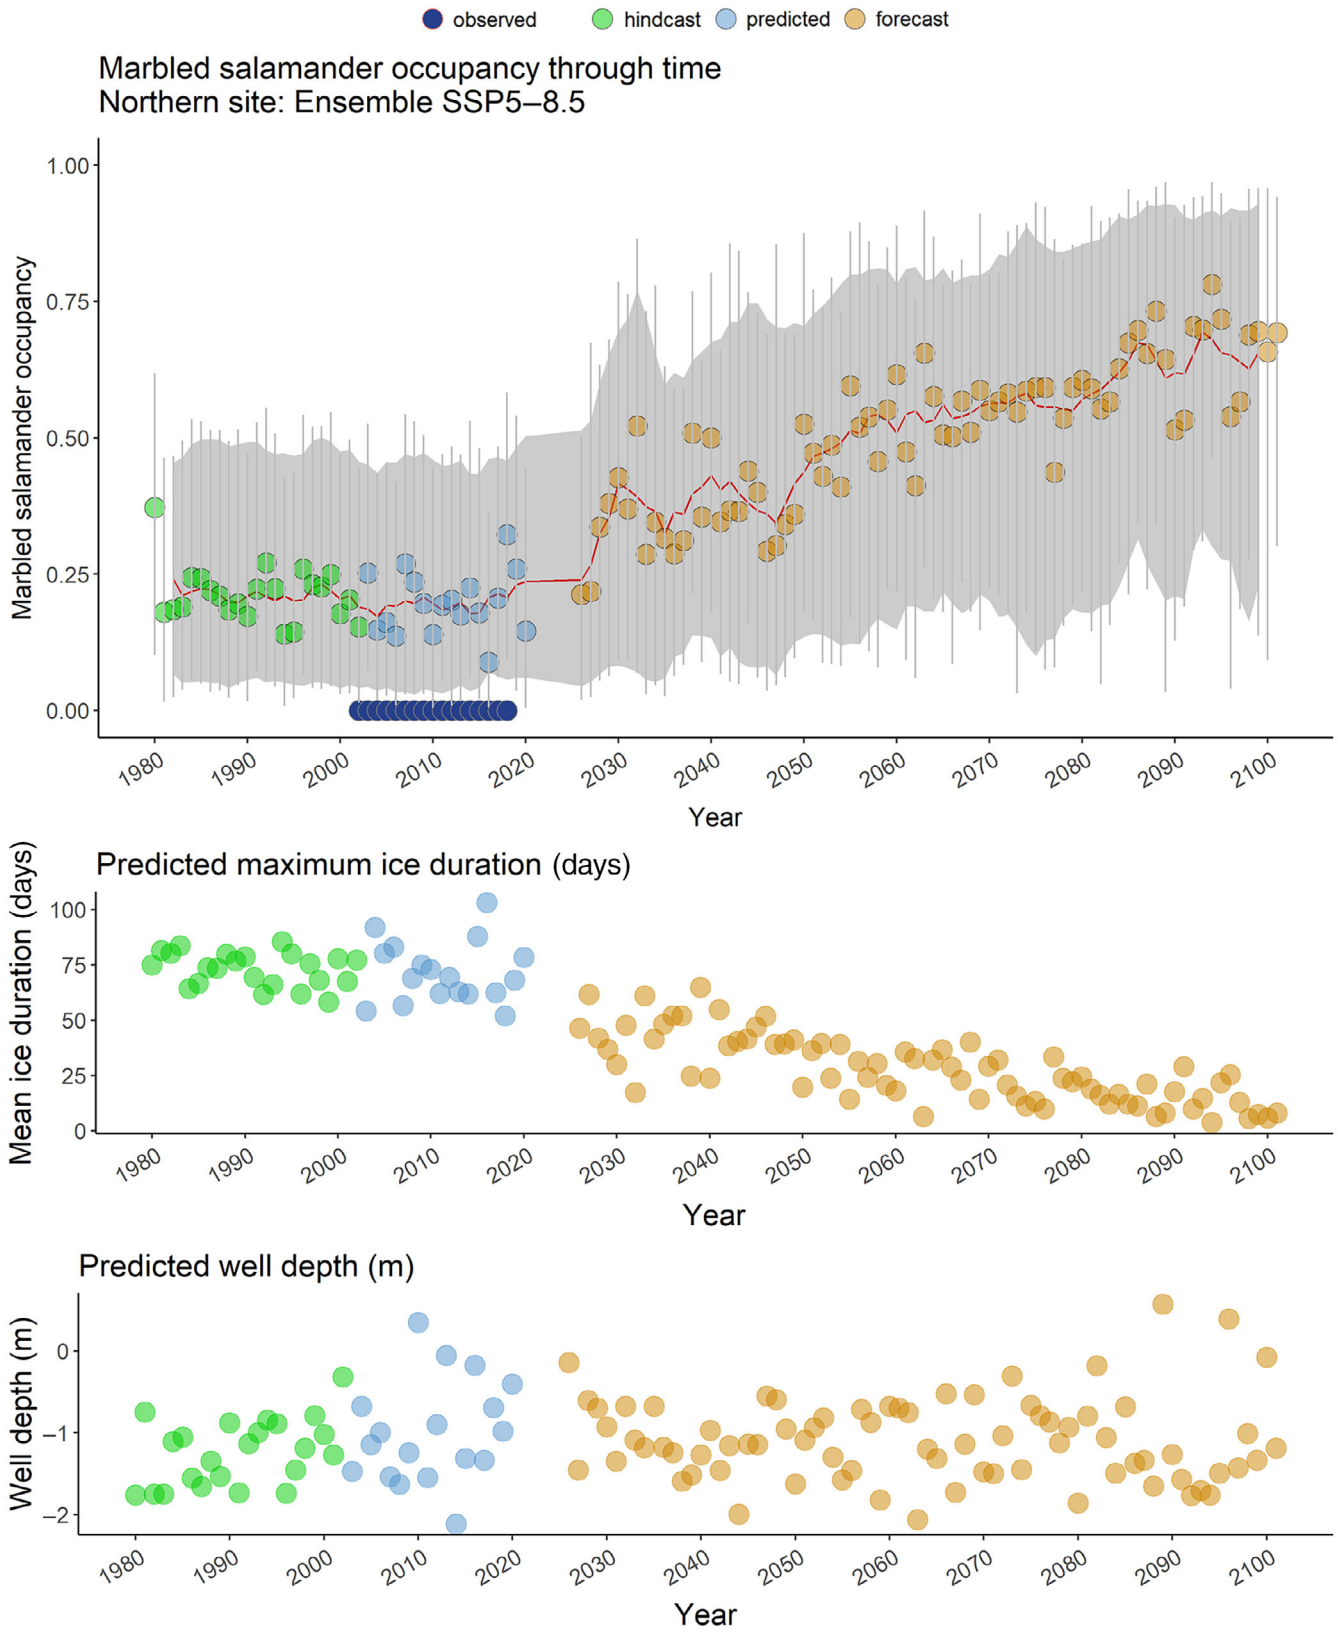 observed hindcast predicted forecast
Marbled salamander occupancy through time
Northern site: Ensemble SSP5–8.5
Marbled salamander occupancy
1.00
0.75
0.50
0.25
0.00
1980 1990 2000 2010 2020 2030 2040 2050 2060 2070 2080 2090 2100
Year
Predicted maximum ice duration (days)
Mean ice duration (days)
100
75
50
25
0
1980 1990 2000 2010 2020 2030 2040 2050 2060 2070 2080 2090 2100
Year
Predicted well depth (m)
Well depth (m)
0
–1
–2
1980 1990 2000 2010 2020 2030 2040 2050 2060 2070 2080 2090 2100
Year